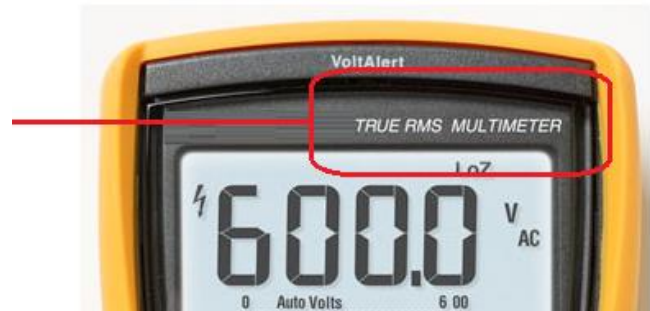 VoltAlert
TRUE RMS MULTIMETER
LoZ
600.0 V AC
0 Auto Volts 6 00